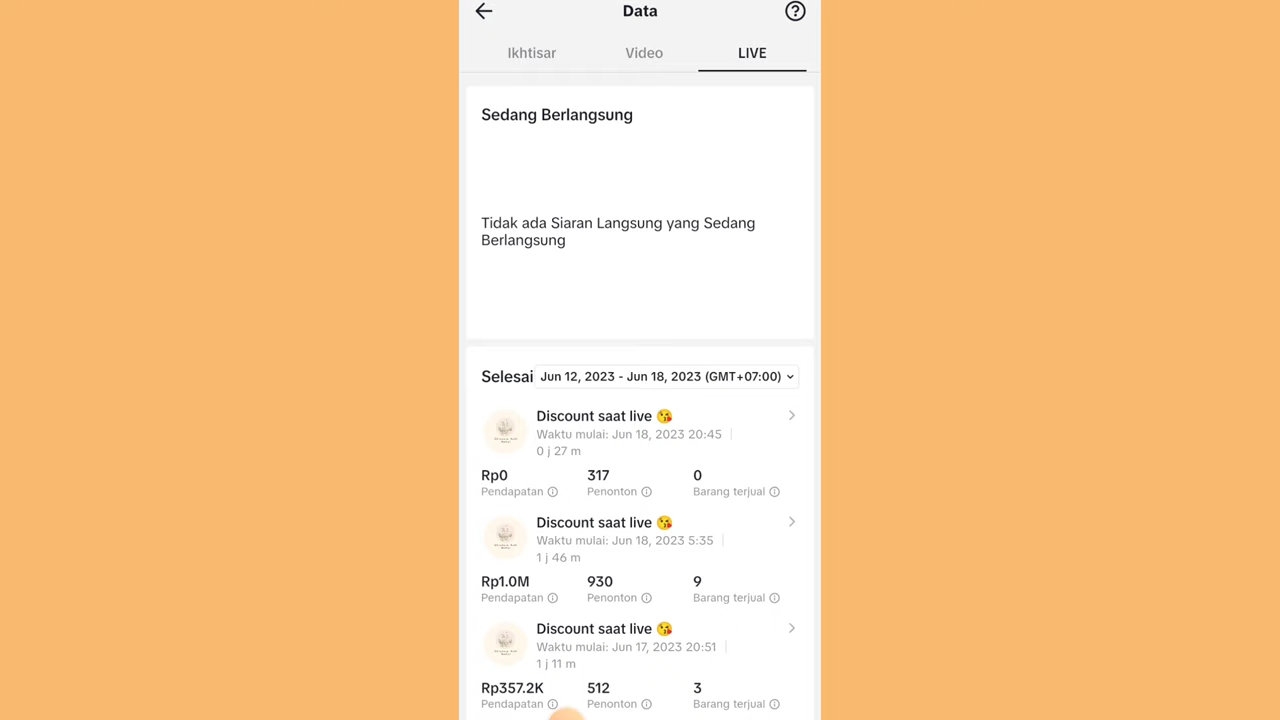 Data
Ikhtisar Video LIVE
Sedang Berlangsung
Tidak ada Siaran Langsung yang Sedang
Berlangsung
Selesai Jun 12, 2023 - Jun 18, 2023 (GMT+07:00)
Discount saat live 😘
Waktu mulai: Jun 18, 2023 20:45
0 j 27 m
Rp0 317 0
Pendapatan Penonton Barang terjual
Discount saat live 😘
Waktu mulai: Jun 18, 2023 5:35
1 j 46 m
Rp1.0M 930 9
Pendapatan Penonton Barang terjual
Discount saat live 😘
Waktu mulai: Jun 17, 2023 20:51
1 j 11 m
Rp357.2K 512 3
Pendapatan Penonton Barang terjual